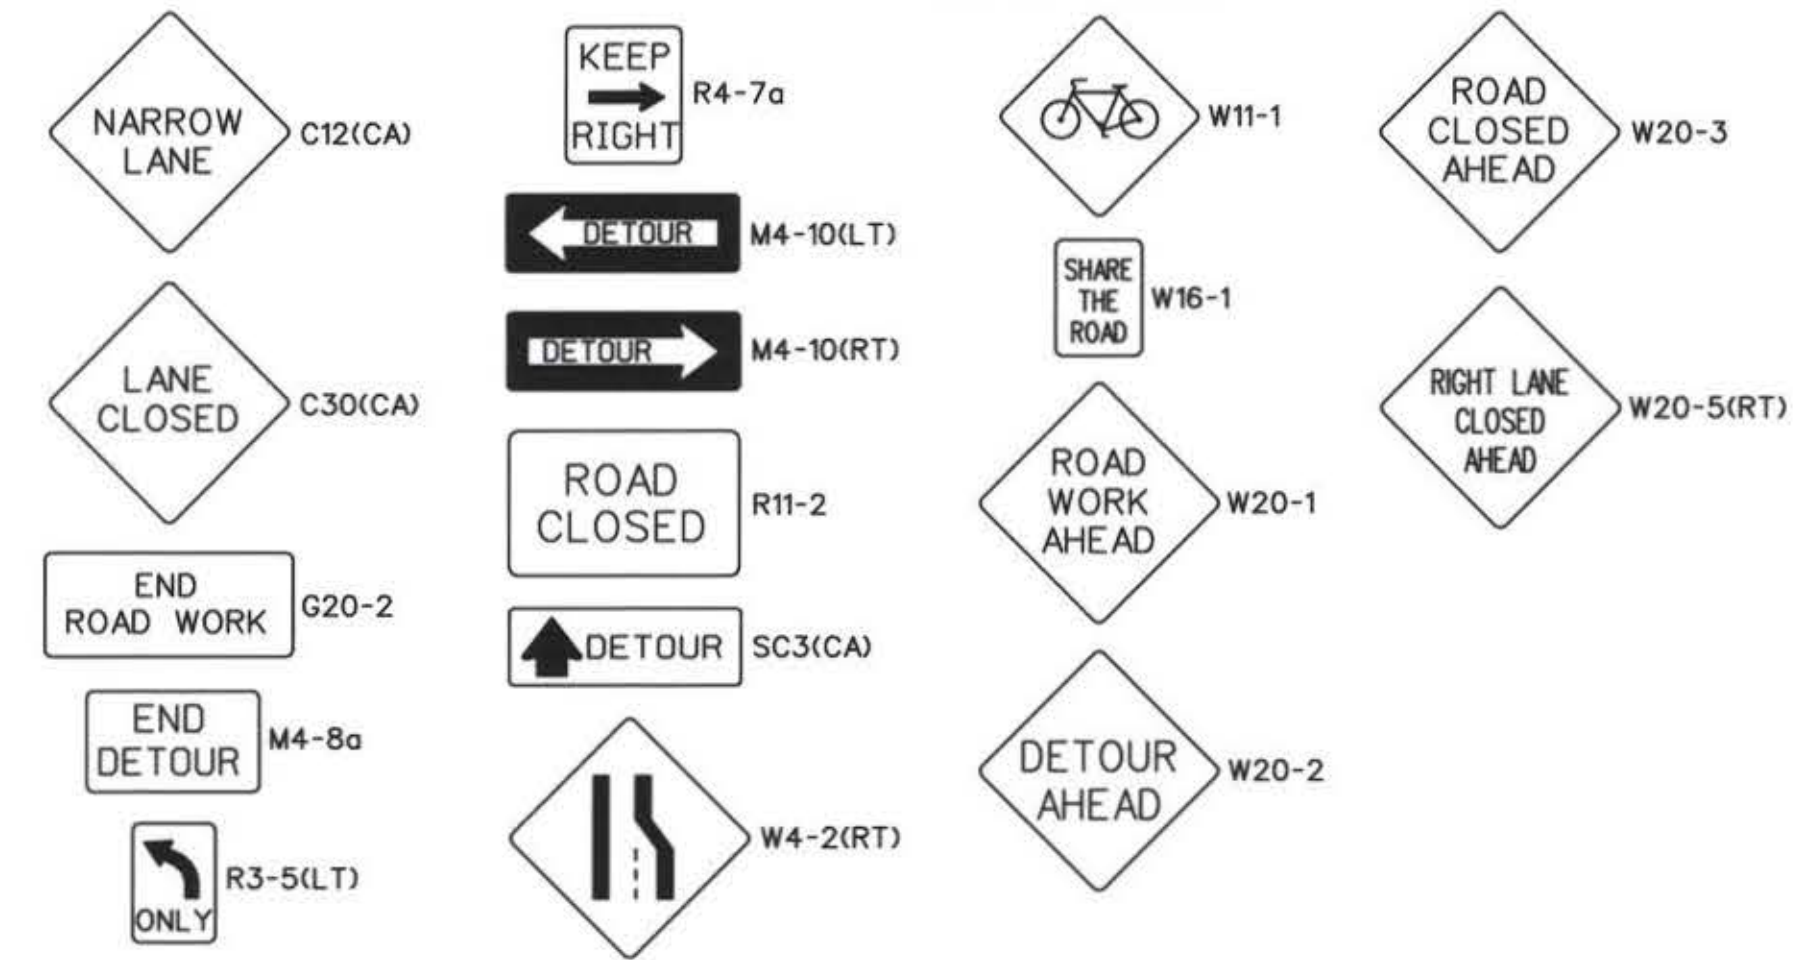 NARROW
LANE
C12(CA)
LANE
CLOSED
C30(CA)
END
ROAD WORK
G20-2
END
DETOUR
M4-8a
ONLY
R3-5(LT)
KEEP
RIGHT
R4-7a
DETOUR
M4-10(LT)
DETOUR
M4-10(RT)
ROAD
CLOSED
R11-2
DETOUR
SC3(CA)
W4-2(RT)
W11-1
SHARE
THE
ROAD
W16-1
ROAD
WORK
AHEAD
W20-1
DETOUR
AHEAD
W20-2
ROAD
CLOSED
AHEAD
W20-3
RIGHT LANE
CLOSED
AHEAD
W20-5(RT)